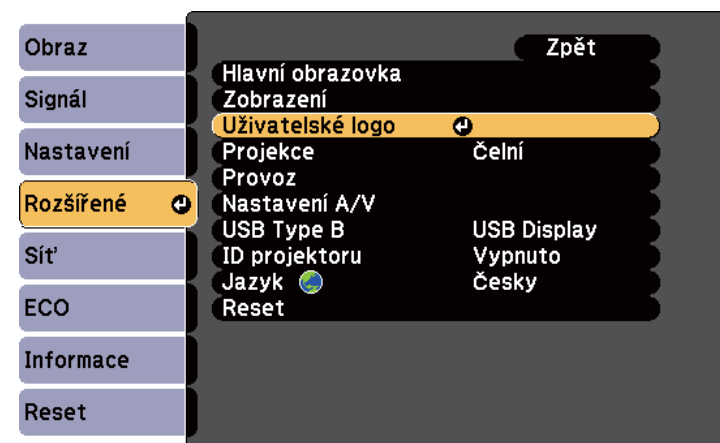 Obraz
Signál
Nastavení
Rozšířené
Síť
ECO
Informace
Reset
Zpět
Hlavní obrazovka
Zobrazení
Uživatelské logo
Projekce Čelní
Provoz
Nastavení A/V
USB Type B USB Display
ID projektoru Vypnuto
Jazyk Česky
Reset